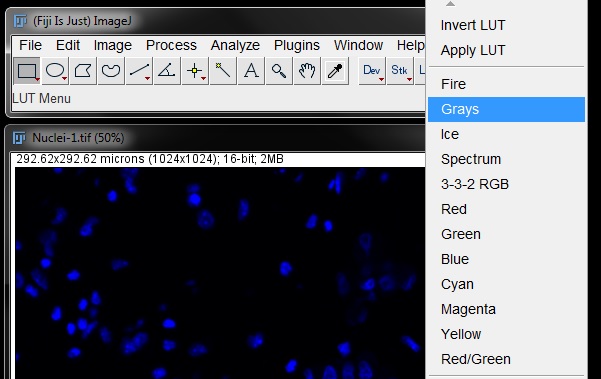 (Fiji Is Just) ImageJ
File Edit Image Process Analyze Plugins Window Help
A Dev Stk
LUT Menu
Nuclei-1.tif (50%)
292.62x292.62 microns (1024x1024); 16-bit; 2MB
Invert LUT
Apply LUT
Fire
Grays
Ice
Spectrum
3-3-2 RGB
Red
Green
Blue
Cyan
Magenta
Yellow
Red/Green